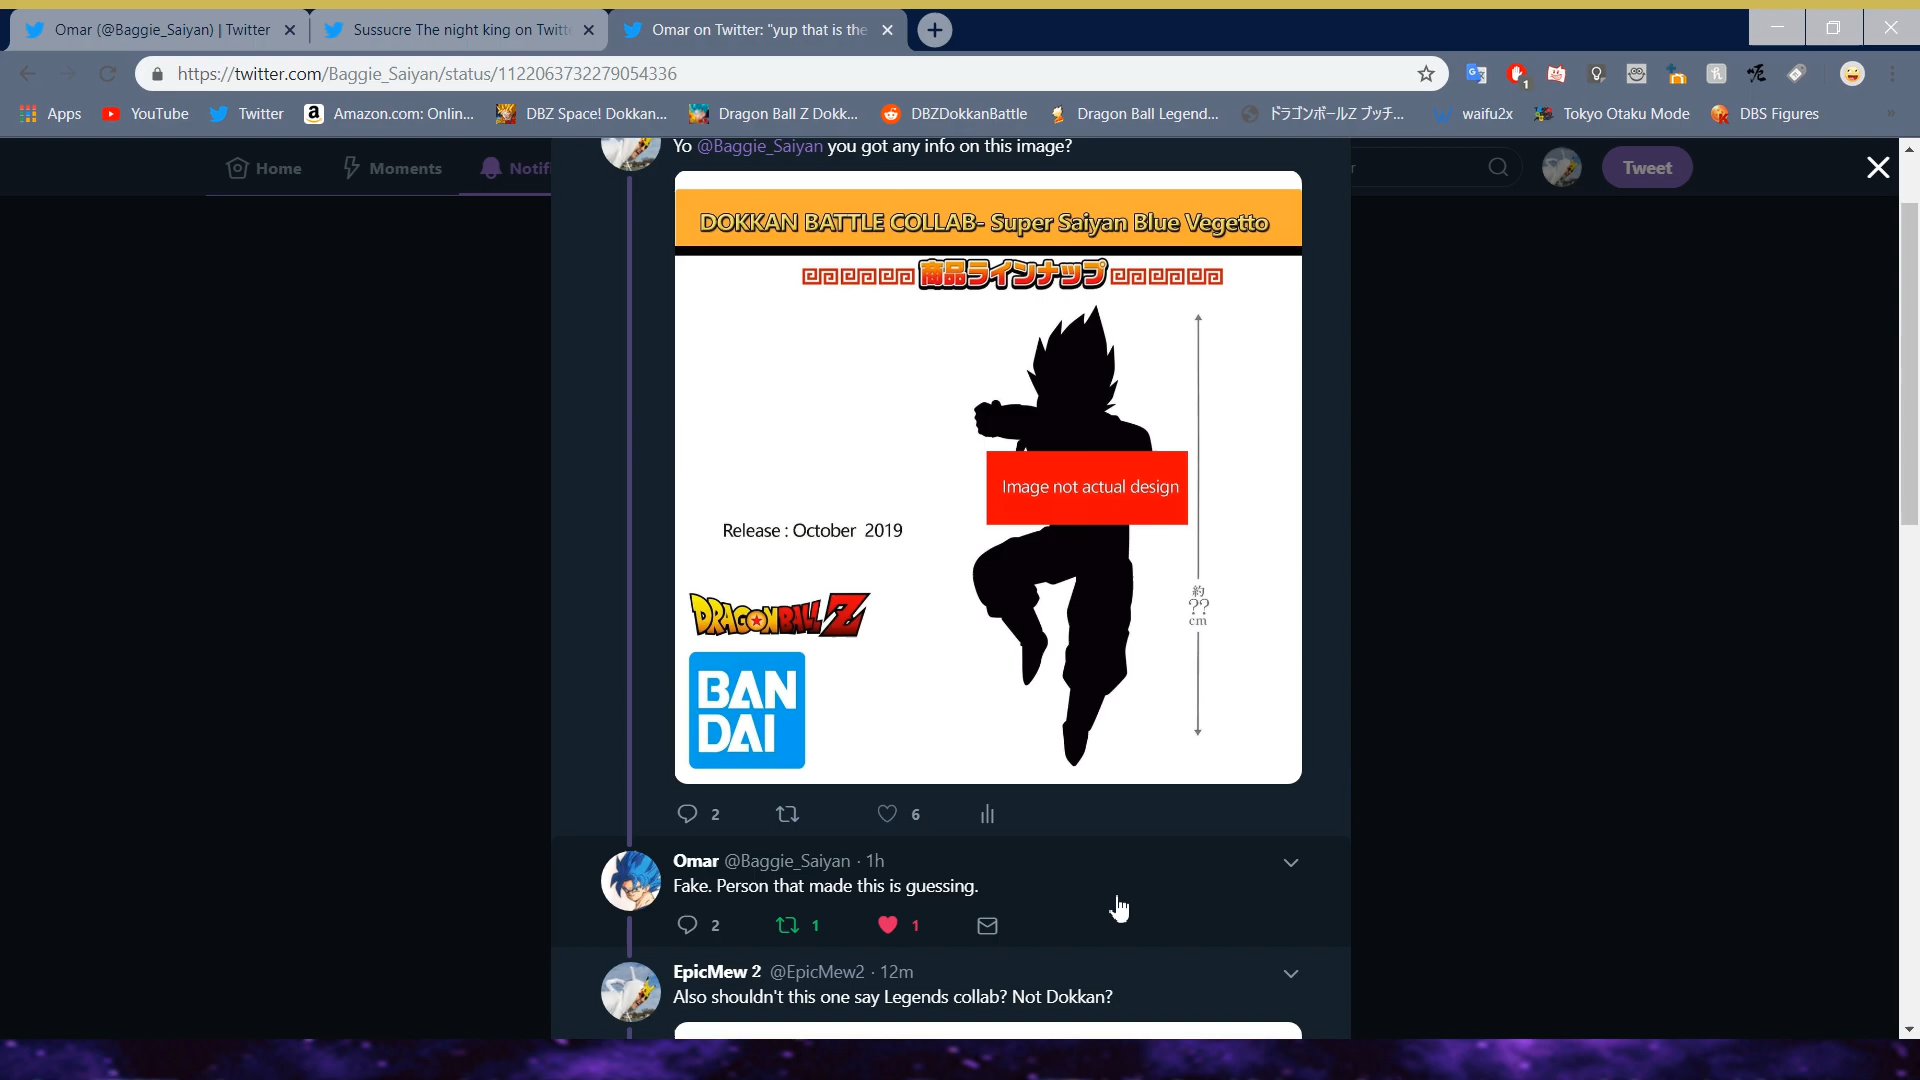 Omar (@Baggie_Saiyan) | Twitter
Sussucre The night king on Twitt
Omar on Twitter: "yup that is the
https://twitter.com/Baggie_Saiyan/status/1122063732279054336
1
Apps
YouTube
Twitter
Amazon.com: Onlin...
DBZ Space! Dokkan...
Dragon Ball Z Dokk...
DBZDokkanBattle
Dragon Ball Legend...
ドラゴンボールZ ブッチ...
waifu2x
Tokyo Otaku Mode
DBS Figures
Home
Moments
Notifi
r
Tweet
Yo @Baggie_Saiyan you got any info on this image?
DOKKAN BATTLE COLLAB- Super Saiyan Blue Vegetto
商品ラインナップ
Image not actual design
Release : October 2019
約
??
cm
DRAGONBALL Z
BAN
DAI
2
6
Omar @Baggie_Saiyan · 1h
Fake. Person that made this is guessing.
2 1 1
EpicMew 2 @EpicMew2 · 12m
Also shouldn't this one say Legends collab? Not Dokkan?